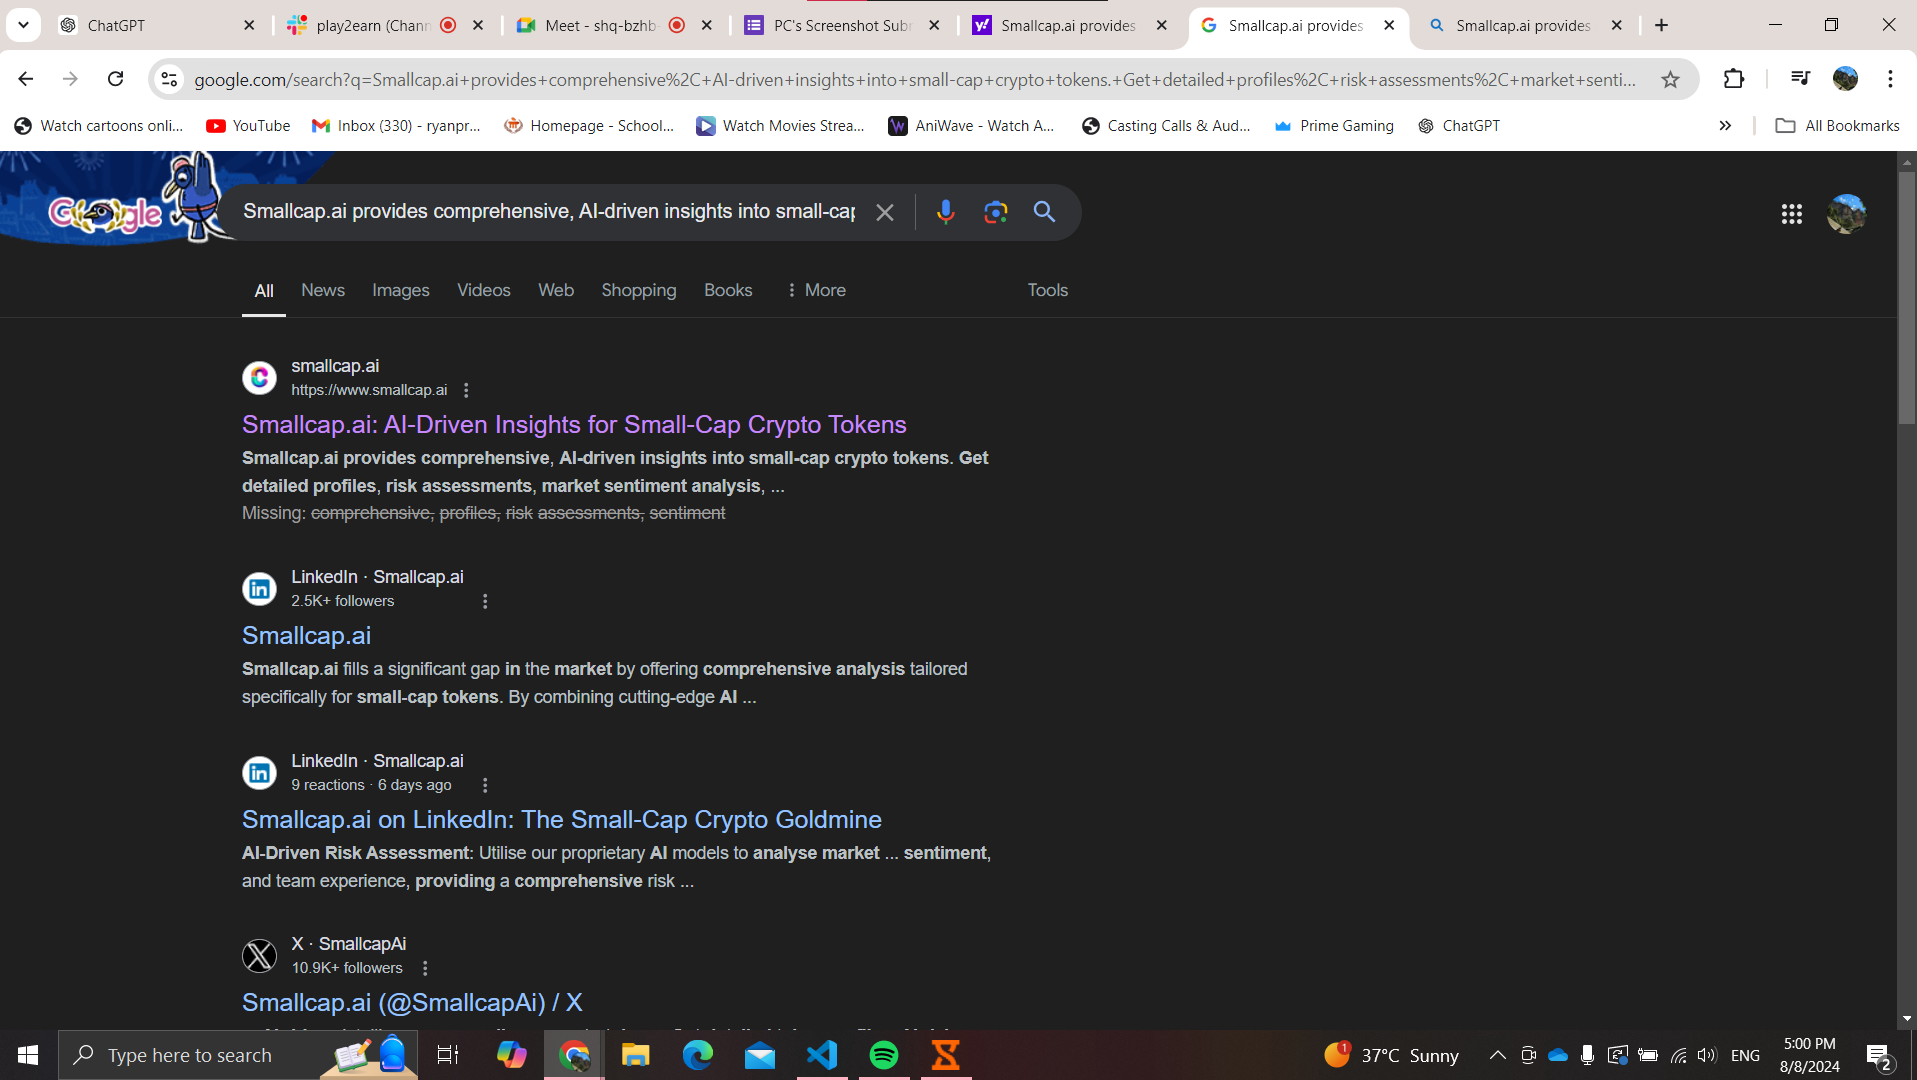 ChatGPT
play2earn (Chann
Meet - shq-bzhb-
PC's Screenshot Subr
Smallcap.ai provides
Smallcap.ai provides
Smallcap.ai provides
google.com/search?q=Smallcap.ai+provides+comprehensive%2C+AI-driven+insights+into+small-cap+crypto+tokens.+Get+detailed+profiles%2C+risk+assessments%2C+market+senti...
Watch cartoons onli...
YouTube
Inbox (330) - ryanpr...
Homepage - School...
Watch Movies Strea...
AniWave - Watch A...
Casting Calls & Aud...
Prime Gaming
ChatGPT
All Bookmarks
Google
Smallcap.ai provides comprehensive, AI-driven insights into small-cap
All
News
Images
Videos
Web
Shopping
Books
More
Tools
smallcap.ai
https://www.smallcap.ai
Smallcap.ai: AI-Driven Insights for Small-Cap Crypto Tokens
Smallcap.ai provides comprehensive, AI-driven insights into small-cap crypto tokens. Get
detailed profiles, risk assessments, market sentiment analysis, ...
Missing: comprehensive, profiles, risk assessments, sentiment
LinkedIn · Smallcap.ai
2.5K+ followers
Smallcap.ai
Smallcap.ai fills a significant gap in the market by offering comprehensive analysis tailored
specifically for small-cap tokens. By combining cutting-edge AI ...
LinkedIn · Smallcap.ai
9 reactions · 6 days ago
Smallcap.ai on LinkedIn: The Small-Cap Crypto Goldmine
AI-Driven Risk Assessment: Utilise our proprietary AI models to analyse market ... sentiment,
and team experience, providing a comprehensive risk ...
X · SmallcapAi
10.9K+ followers
Smallcap.ai (@SmallcapAi) / X
Type here to search
1
37°C Sunny
ENG
5:00 PM
8/8/2024
2